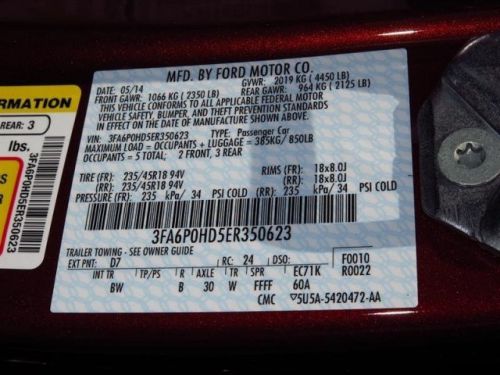 MFD. BY FORD MOTOR CO.
DATE: 05/14 GVWR: 2019 KG ( 4450 LB)
FRONT GAWR: 1066 KG ( 2350 LB) REAR GAWR: 964 KG ( 2125 LB)
THIS VEHICLE CONFORMS TO ALL APPLICABLE FEDERAL MOTOR
VEHICLE SAFETY, BUMPER, AND THEFT PREVENTION STANDARDS
IN EFFECT ON THE DATE OF MANUFACTURE SHOWN ABOVE.
VIN: 3FA6P0HD5ER350623 TYPE: Passenger Car
MAXIMUM LOAD = OCCUPANTS + LUGGAGE = 385KG / 850LB
OCCUPANTS = 5 TOTAL: 2 FRONT, 3 REAR
TIRE (FR): 235/45R18 94V RIMS (FR): 18x8.0J
(RR): 235/45R18 94V (RR): 18x8.0J
PRESSURE (FR): 235 kPa/ 34 PSI COLD (RR): 235 kPa/ 34 PSI COLD
3FA6P0HD5ER350623
TRAILER TOWING - SEE OWNER GUIDE
EXT PNT: D7 RC: 24 DSO: F0010
R0022
INT TR TP/PS R AXLE TR SPR EC71K
BW B 30 W FFFF 60A
CMC 5U5A-5420472-AA
FORMATION
REAR: 3
lbs.
3FA6P0HD5ER350623